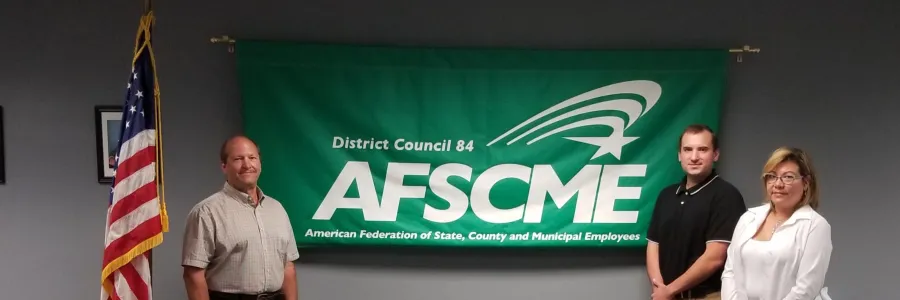 District Council 84
AFSCME
American Federation of State, County and Municipal Employees